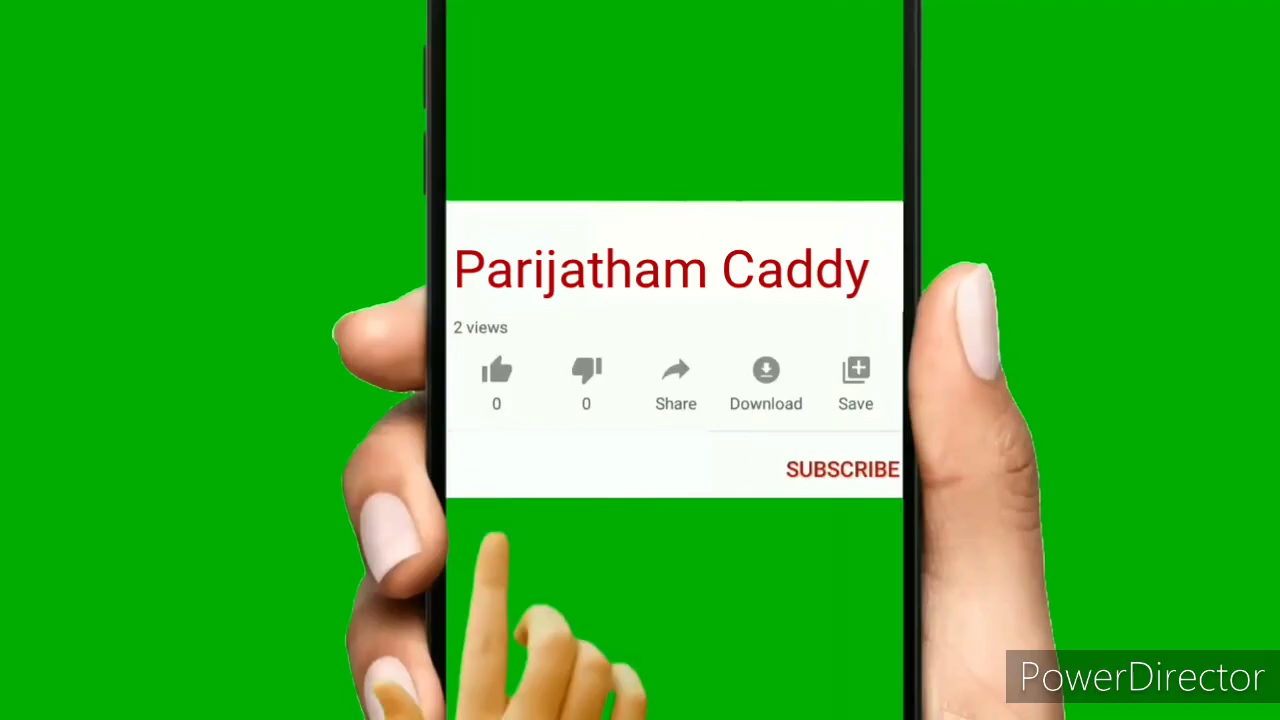 Parijatham Caddy
2 views
0 0 Share Download Save
SUBSCRIBE
PowerDirector